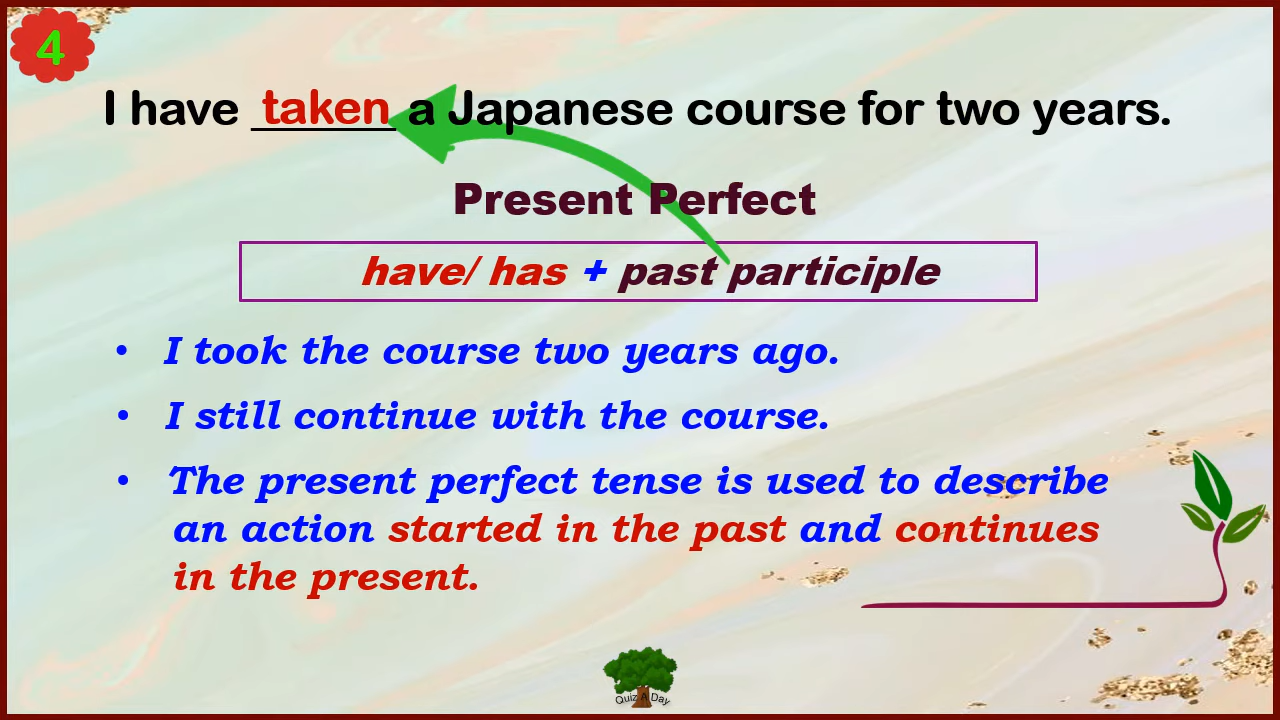 4
I have taken a Japanese course for two years.
Present Perfect
have/ has + past participle
• I took the course two years ago.
• I still continue with the course.
• The present perfect tense is used to describe
an action started in the past and continues
in the present.
Quiz A Day